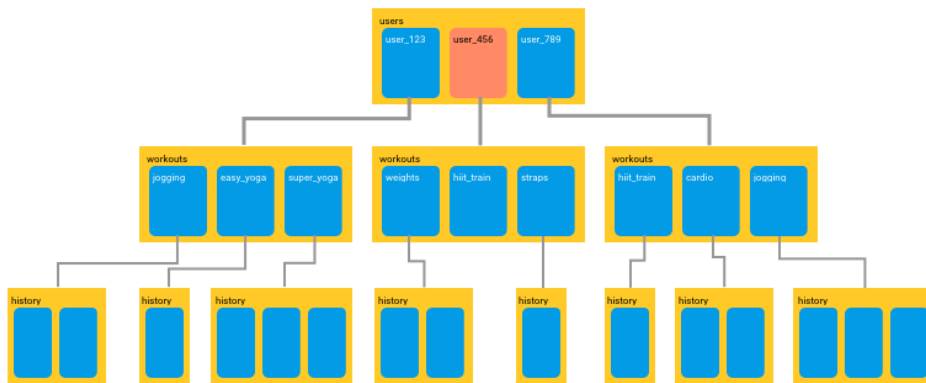 users
user_123 user_456 user_789
workouts workouts workouts
jogging easy_yoga super_yoga weights hiit_train straps hiit_train cardio jogging
history history history history history history history history